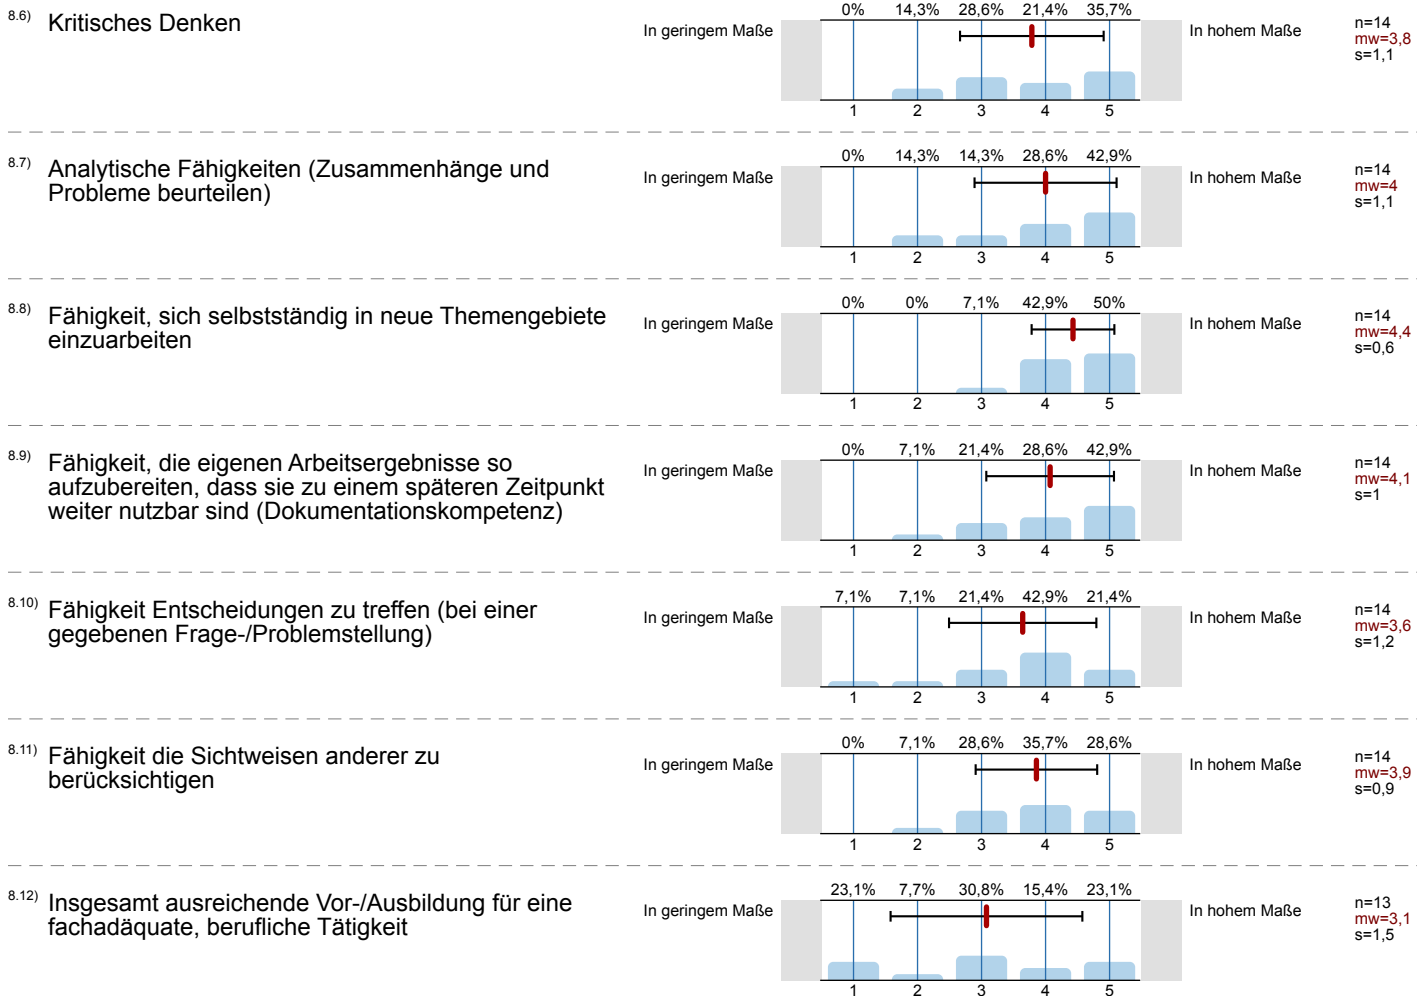 8.6) Kritisches Denken
In geringem Maße
0% 14,3% 28,6% 21,4% 35,7%
1 2 3 4 5
In hohem Maße
n=14
mw=3,8
s=1,1
8.7) Analytische Fähigkeiten (Zusammenhänge und
Probleme beurteilen)
In geringem Maße
0% 14,3% 14,3% 28,6% 42,9%
1 2 3 4 5
In hohem Maße
n=14
mw=4
s=1,1
8.8) Fähigkeit, sich selbstständig in neue Themengebiete
einzuarbeiten
In geringem Maße
0% 0% 7,1% 42,9% 50%
1 2 3 4 5
In hohem Maße
n=14
mw=4,4
s=0,6
8.9) Fähigkeit, die eigenen Arbeitsergebnisse so
aufzubereiten, dass sie zu einem späteren Zeitpunkt
weiter nutzbar sind (Dokumentationskompetenz)
In geringem Maße
0% 7,1% 21,4% 28,6% 42,9%
1 2 3 4 5
In hohem Maße
n=14
mw=4,1
s=1
8.10) Fähigkeit Entscheidungen zu treffen (bei einer
gegebenen Frage-/Problemstellung)
In geringem Maße
7,1% 7,1% 21,4% 42,9% 21,4%
1 2 3 4 5
In hohem Maße
n=14
mw=3,6
s=1,2
8.11) Fähigkeit die Sichtweisen anderer zu
berücksichtigen
In geringem Maße
0% 7,1% 28,6% 35,7% 28,6%
1 2 3 4 5
In hohem Maße
n=14
mw=3,9
s=0,9
8.12) Insgesamt ausreichende Vor-/Ausbildung für eine
fachadäquate, berufliche Tätigkeit
In geringem Maße
23,1% 7,7% 30,8% 15,4% 23,1%
1 2 3 4 5
In hohem Maße
n=13
mw=3,1
s=1,5